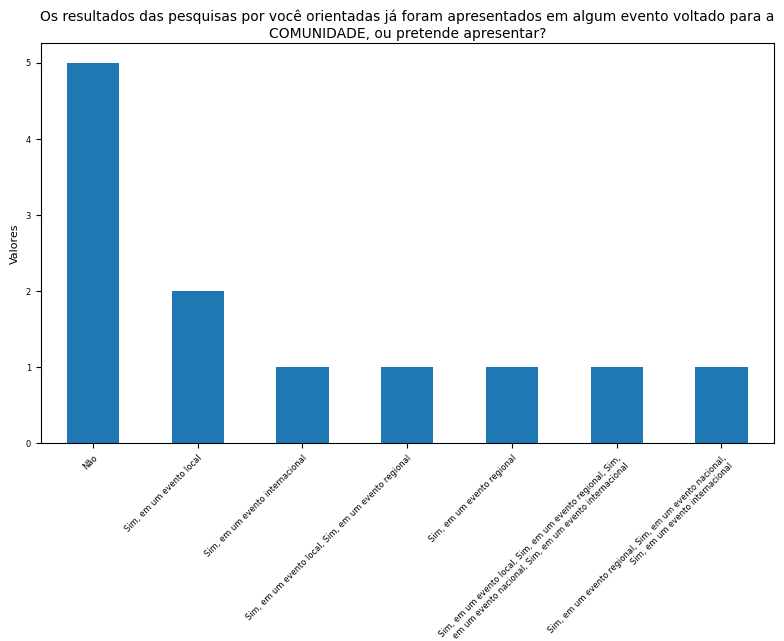 Os resultados das pesquisas por você orientadas já foram apresentados em algum evento voltado para a
COMUNIDADE, ou pretende apresentar?
Valores
5
4
3
2
1
0
Não
Sim, em um evento local
Sim, em um evento internacional
Sim, em um evento local, Sim, em um evento regional
Sim, em um evento regional
Sim, em um evento local, Sim, em um evento regional, Sim,
em um evento nacional, Sim, em um evento internacional
Sim, em um evento regional, Sim, em um evento nacional,
Sim, em um evento internacional